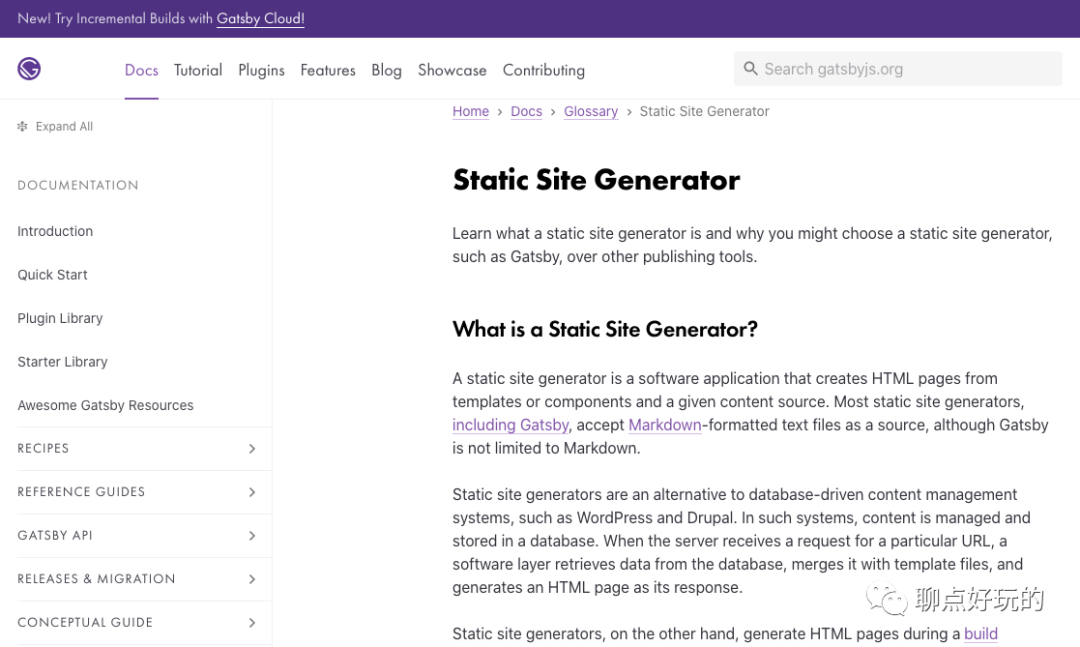 New! Try Incremental Builds with Gatsby Cloud!
Docs Tutorial Plugins Features Blog Showcase Contributing
Search gatsbyjs.org
Expand All
DOCUMENTATION
Introduction
Quick Start
Plugin Library
Starter Library
Awesome Gatsby Resources
RECIPES
REFERENCE GUIDES
GATSBY API
RELEASES & MIGRATION
CONCEPTUAL GUIDE
Home › Docs › Glossary › Static Site Generator
Static Site Generator
Learn what a static site generator is and why you might choose a static site generator,
such as Gatsby, over other publishing tools.
What is a Static Site Generator?
A static site generator is a software application that creates HTML pages from
templates or components and a given content source. Most static site generators,
including Gatsby, accept Markdown-formatted text files as a source, although Gatsby
is not limited to Markdown.
Static site generators are an alternative to database-driven content management
systems, such as WordPress and Drupal. In such systems, content is managed and
stored in a database. When the server receives a request for a particular URL, a
software layer retrieves data from the database, merges it with template files, and
generates an HTML page as its response.
聊点好玩的
Static site generators, on the other hand, generate HTML pages during a build